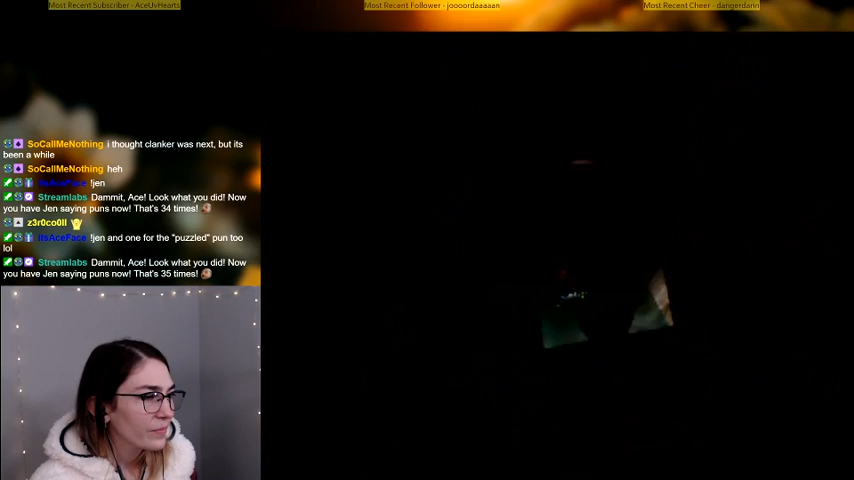 Most Recent Subscriber - AceUvHearts
Most Recent Follower - joooordaaaaan
Most Recent Cheer - dangerdarin
SoCallMeNothing i thought clanker was next, but its
been a while
SoCallMeNothing heh
itsAceFace !jen
Streamlabs Dammit, Ace! Look what you did! Now
you have Jen saying puns now! That's 34 times!
z3r0co0ll
itsAceFace !jen and one for the "puzzled" pun too
lol
Streamlabs Dammit, Ace! Look what you did! Now
you have Jen saying puns now! That's 35 times!